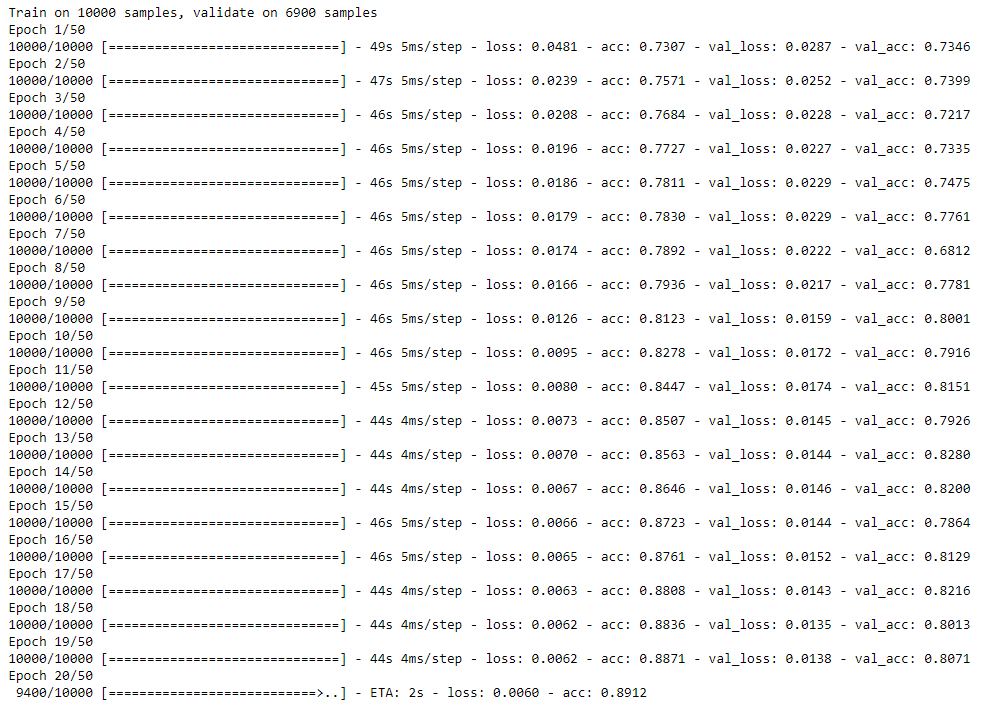 Train on 10000 samples, validate on 6900 samples
Epoch 1/50
10000/10000 [==============================] - 49s 5ms/step - loss: 0.0481 - acc: 0.7307 - val_loss: 0.0287 - val_acc: 0.7346
Epoch 2/50
10000/10000 [==============================] - 47s 5ms/step - loss: 0.0239 - acc: 0.7571 - val_loss: 0.0252 - val_acc: 0.7399
Epoch 3/50
10000/10000 [==============================] - 46s 5ms/step - loss: 0.0208 - acc: 0.7684 - val_loss: 0.0228 - val_acc: 0.7217
Epoch 4/50
10000/10000 [==============================] - 46s 5ms/step - loss: 0.0196 - acc: 0.7727 - val_loss: 0.0227 - val_acc: 0.7335
Epoch 5/50
10000/10000 [==============================] - 46s 5ms/step - loss: 0.0186 - acc: 0.7811 - val_loss: 0.0229 - val_acc: 0.7475
Epoch 6/50
10000/10000 [==============================] - 46s 5ms/step - loss: 0.0179 - acc: 0.7830 - val_loss: 0.0229 - val_acc: 0.7761
Epoch 7/50
10000/10000 [==============================] - 46s 5ms/step - loss: 0.0174 - acc: 0.7892 - val_loss: 0.0222 - val_acc: 0.6812
Epoch 8/50
10000/10000 [==============================] - 46s 5ms/step - loss: 0.0166 - acc: 0.7936 - val_loss: 0.0217 - val_acc: 0.7781
Epoch 9/50
10000/10000 [==============================] - 46s 5ms/step - loss: 0.0126 - acc: 0.8123 - val_loss: 0.0159 - val_acc: 0.8001
Epoch 10/50
10000/10000 [==============================] - 46s 5ms/step - loss: 0.0095 - acc: 0.8278 - val_loss: 0.0172 - val_acc: 0.7916
Epoch 11/50
10000/10000 [==============================] - 45s 5ms/step - loss: 0.0080 - acc: 0.8447 - val_loss: 0.0174 - val_acc: 0.8151
Epoch 12/50
10000/10000 [==============================] - 44s 4ms/step - loss: 0.0073 - acc: 0.8507 - val_loss: 0.0145 - val_acc: 0.7926
Epoch 13/50
10000/10000 [==============================] - 44s 4ms/step - loss: 0.0070 - acc: 0.8563 - val_loss: 0.0144 - val_acc: 0.8280
Epoch 14/50
10000/10000 [==============================] - 44s 4ms/step - loss: 0.0067 - acc: 0.8646 - val_loss: 0.0146 - val_acc: 0.8200
Epoch 15/50
10000/10000 [==============================] - 46s 5ms/step - loss: 0.0066 - acc: 0.8723 - val_loss: 0.0144 - val_acc: 0.7864
Epoch 16/50
10000/10000 [==============================] - 46s 5ms/step - loss: 0.0065 - acc: 0.8761 - val_loss: 0.0152 - val_acc: 0.8129
Epoch 17/50
10000/10000 [==============================] - 44s 4ms/step - loss: 0.0063 - acc: 0.8808 - val_loss: 0.0143 - val_acc: 0.8216
Epoch 18/50
10000/10000 [==============================] - 44s 4ms/step - loss: 0.0062 - acc: 0.8836 - val_loss: 0.0135 - val_acc: 0.8013
Epoch 19/50
10000/10000 [==============================] - 44s 4ms/step - loss: 0.0062 - acc: 0.8871 - val_loss: 0.0138 - val_acc: 0.8071
Epoch 20/50
 9400/10000 [===========================>..] - ETA: 2s - loss: 0.0060 - acc: 0.8912